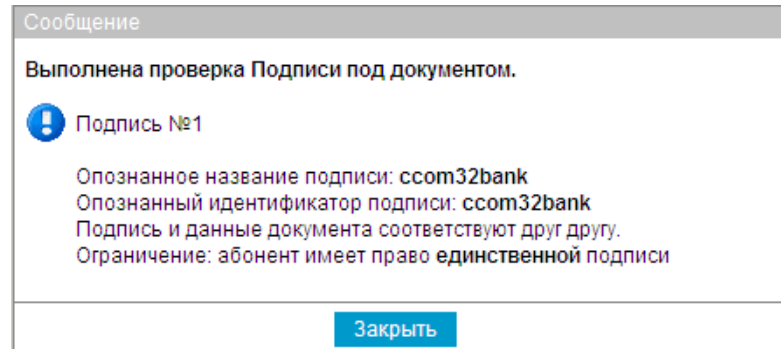 Сообщение
Выполнена проверка Подписи под документом.
Подпись №1
Опознанное название подписи: ccom32bank
Опознанный идентификатор подписи: ccom32bank
Подпись и данные документа соответствуют друг другу.
Ограничение: абонент имеет право единственной подписи
Закрыть